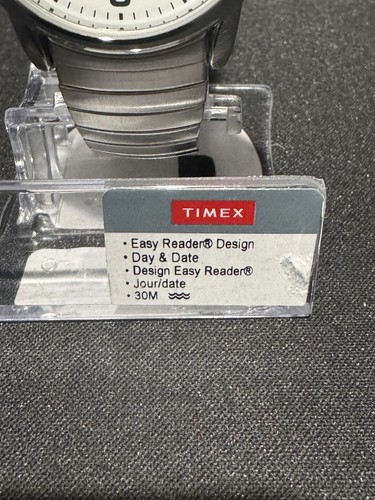 TIMEX
• Easy Reader® Design
• Day & Date
• Design Easy Reader®
• Jour/date
• 30M